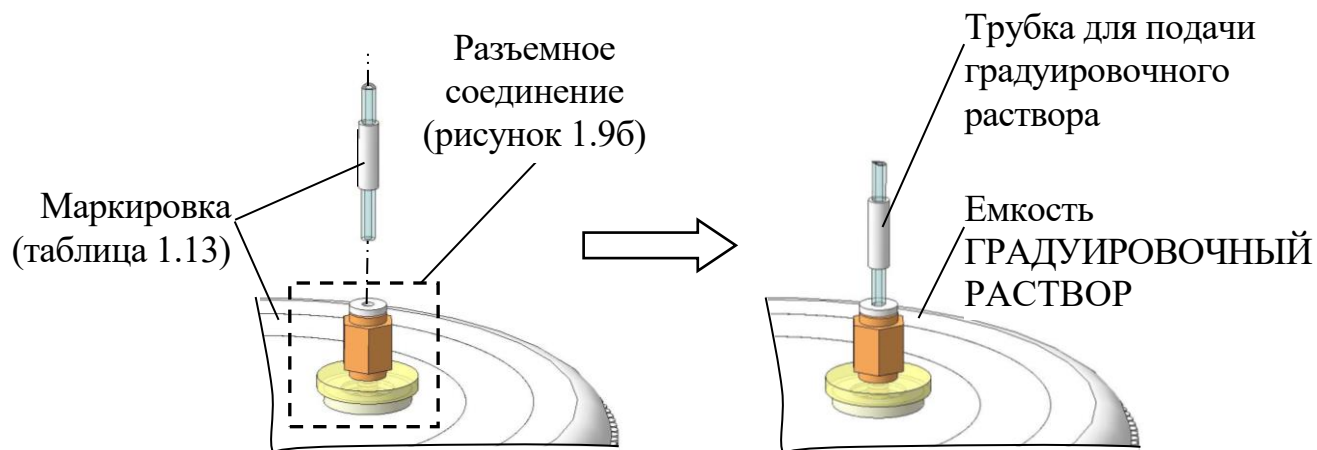 Разъемное
соединение
(рисунок 1.9б)
Маркировка
(таблица 1.13)
Трубка для подачи
градуировочного
раствора
Емкость
ГРАДУИРОВОЧНЫЙ
РАСТВОР